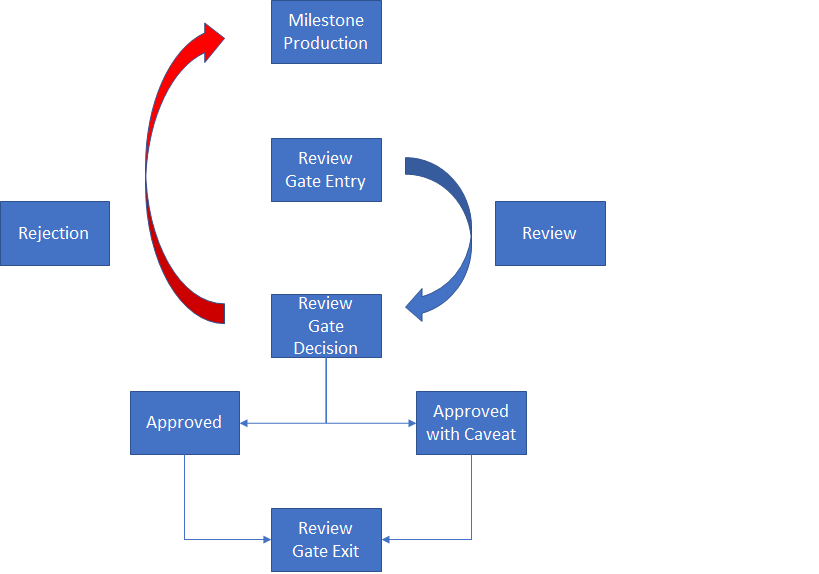 Milestone
Production
Review
Gate Entry
Rejection
Review
Review
Gate
Decision
Approved
Approved
with Caveat
Review
Gate Exit